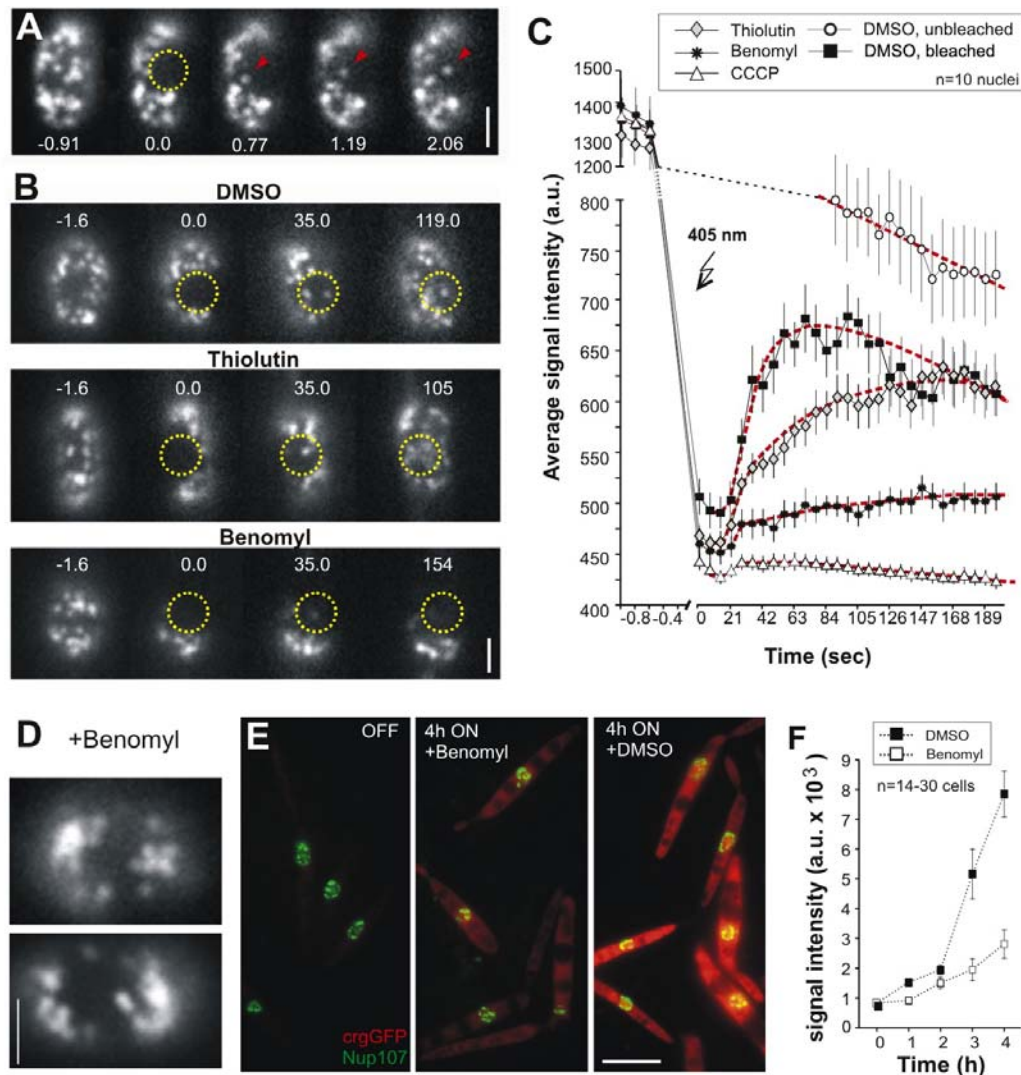 A
-0.91 0.0 0.77 1.19 2.06
B
DMSO
-1.6 0.0 35.0 119.0
Thiolutin
-1.6 0.0 35.0 105
Benomyl
-1.6 0.0 35.0 154
C
Thiolutin
Benomyl
CCCP
DMSO, unbleached
DMSO, bleached
n=10 nuclei
Average signal intensity (a.u.)
1500
1400
1300
1200
800
750
700
650
600
550
500
450
400
405 nm
-0.8 -0.4 0 21 42 63 84 105 126 147 168 189
Time (sec)
D
+Benomyl
E
OFF
crgGFP
Nup107
4h ON
+Benomyl
4h ON
+DMSO
F
DMSO
Benomyl
n=14-30 cells
signal intensity (a.u. x 10³)
9
8
7
6
5
4
3
2
1
0
0 1 2 3 4
Time (h)